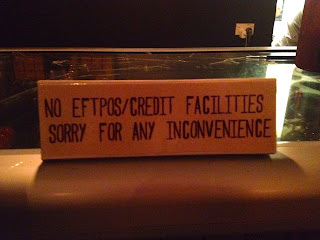 NO EFTPOS/CREDIT FACILITIES
SORRY FOR ANY INCONVENIENCE